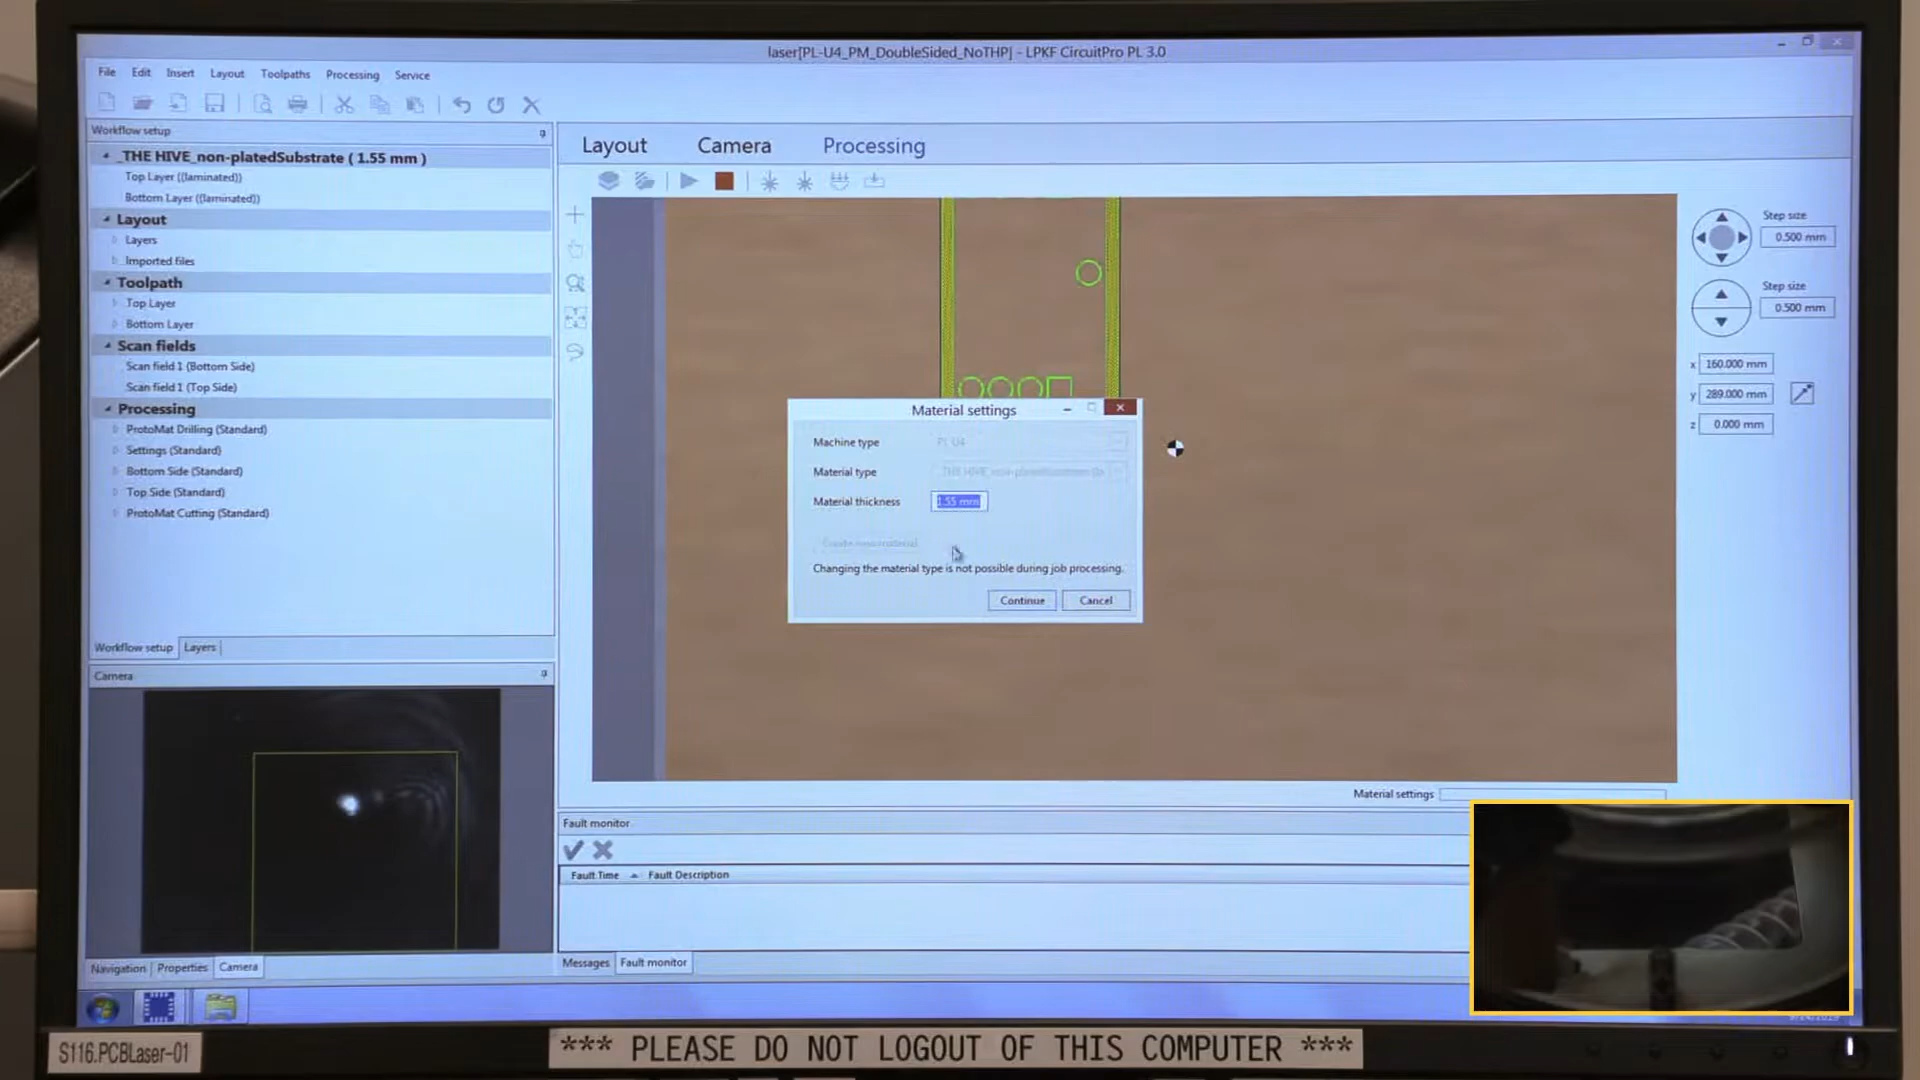 laser[PL-U4_PM_DoubleSided_NoTHP] - LPKF CircuitPro PL 3.0
File Edit Insert Layout Toolpaths Processing Service
Workflow setup
_THE HIVE_non-platedSubstrate ( 1.55 mm )
Top Layer ((laminated))
Bottom Layer ((laminated))
Layout
Layers
Imported files
Toolpath
Top Layer
Bottom Layer
Scan fields
Scan field 1 (Bottom Side)
Scan field 1 (Top Side)
Processing
ProtoMat Drilling (Standard)
Settings (Standard)
Bottom Side (Standard)
Top Side (Standard)
ProtoMat Cutting (Standard)
Workflow setup Layers
Camera
Navigation Properties Camera
Layout Camera Processing
Material settings
Machine type PL U4
Material type
Material thickness 1.55 mm
Create new material
Changing the material type is not possible during job processing.
Continue Cancel
Step size
0.500 mm
Step size
0.500 mm
x 160.000 mm
y 289.000 mm
z 0.000 mm
Material settings
Fault monitor
Fault Time Fault Description
Messages Fault monitor
S116.PCBLaser-01
*** PLEASE DO NOT LOGOUT OF THIS COMPUTER ***